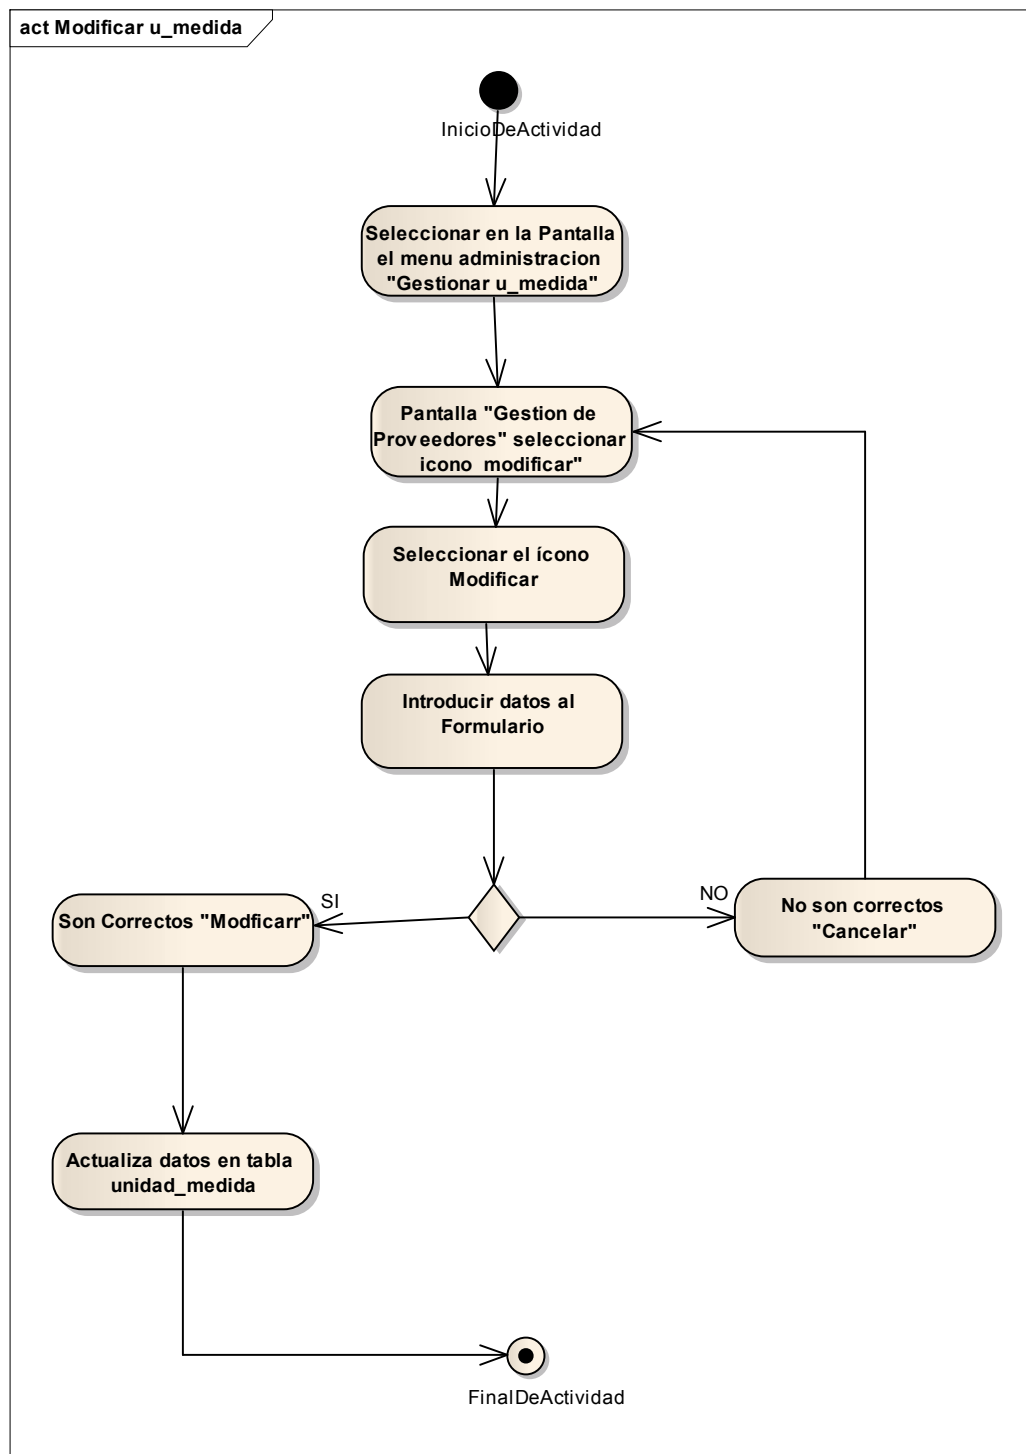 act Modificar u_medida
InicioDeActividad
Seleccionar en la Pantalla
el menu administracion
"Gestionar u_medida"
Pantalla "Gestion de
Proveedores" seleccionar
icono modificar"
Seleccionar el ícono
Modificar
Introducir datos al
Formulario
SI
NO
Son Correctos "Modficarr"
No son correctos
"Cancelar"
Actualiza datos en tabla
unidad_medida
FinalDeActividad